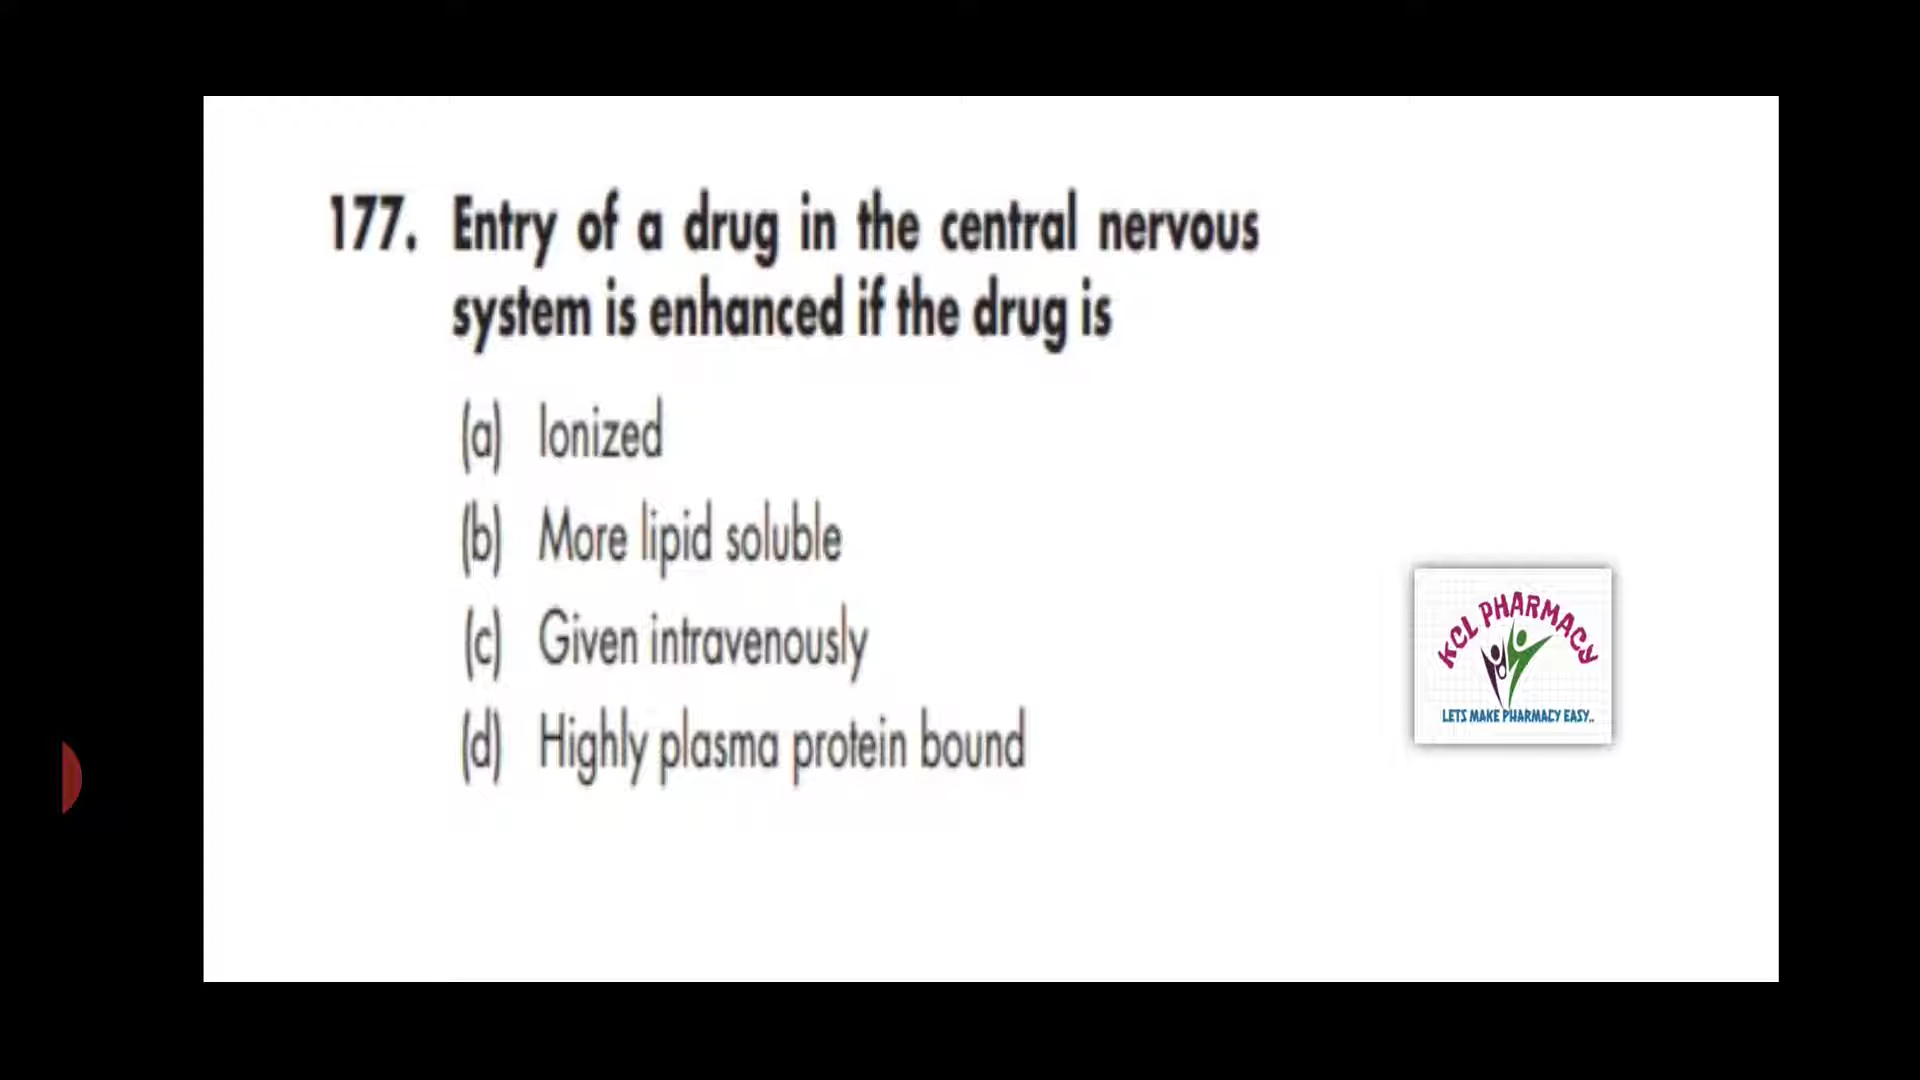 177. Entry of a drug in the central nervous
system is enhanced if the drug is
(a) Ionized
(b) More lipid soluble
(c) Given intravenously
(d) Highly plasma protein bound
KCL PHARMACY
LETS MAKE PHARMACY EASY..